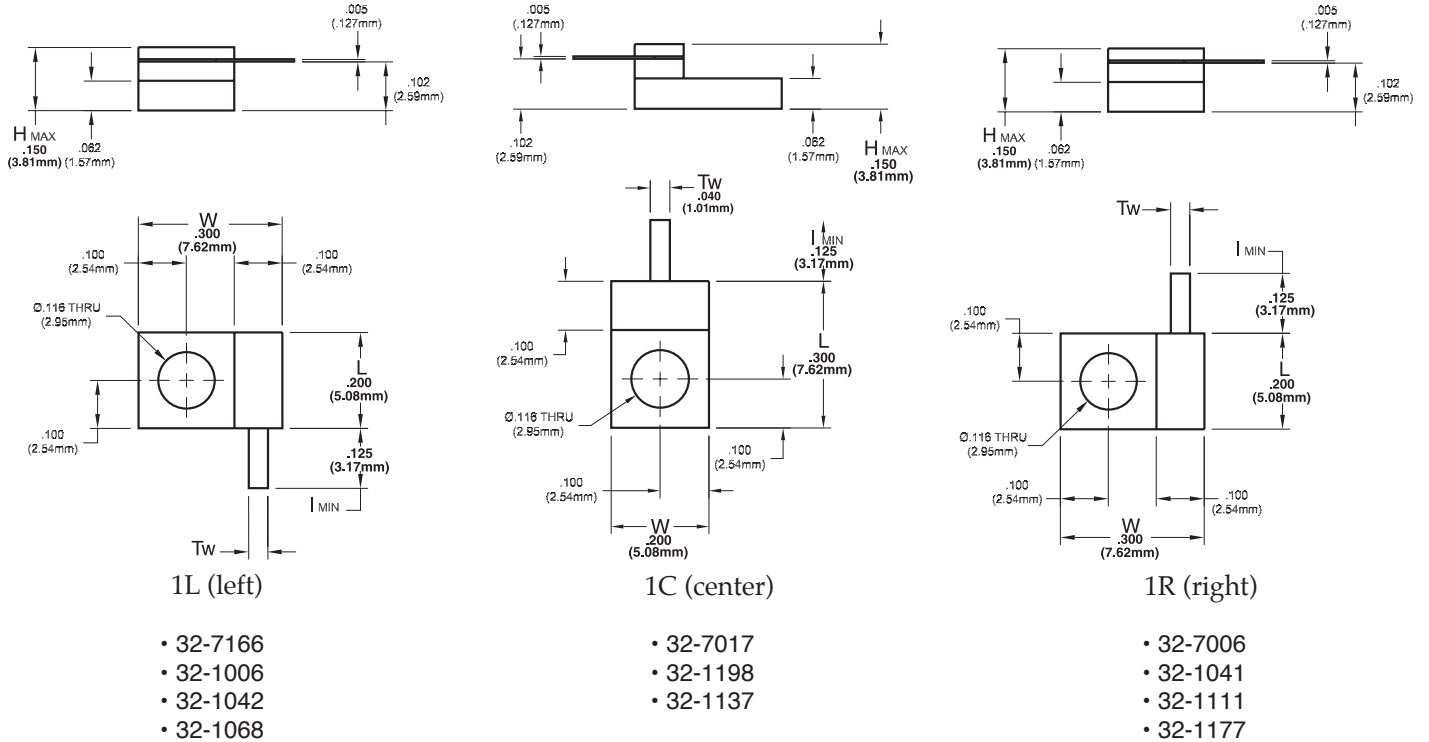 .005
(.127mm)
.102
(2.59mm)
H MAX
.150
(3.81mm)
.062
(1.57mm)
W
.300
(7.62mm)
.100
(2.54mm)
.100
(2.54mm)
Ø.116 THRU
(2.95mm)
L
.200
(5.08mm)
.100
(2.54mm)
.125
(3.17mm)
I MIN
Tw
1L (left)
• 32-7166
• 32-1006
• 32-1042
• 32-1068
.005
(.127mm)
.102
(2.59mm)
.062
(1.57mm)
H MAX
.150
(3.81mm)
Tw
.040
(1.01mm)
I MIN
.125
(3.17mm)
.100
(2.54mm)
L
.300
(7.62mm)
Ø.116 THRU
(2.95mm)
.100
(2.54mm)
.100
(2.54mm)
W
.200
(5.08mm)
1C (center)
• 32-7017
• 32-1198
• 32-1137
.005
(.127mm)
.102
(2.59mm)
H MAX
.150
(3.81mm)
.062
(1.57mm)
Tw
I MIN
.125
(3.17mm)
.100
(2.54mm)
L
.200
(5.08mm)
Ø.116 THRU
(2.95mm)
.100
(2.54mm)
.100
(2.54mm)
W
.300
(7.62mm)
1R (right)
• 32-7006
• 32-1041
• 32-1111
• 32-1177